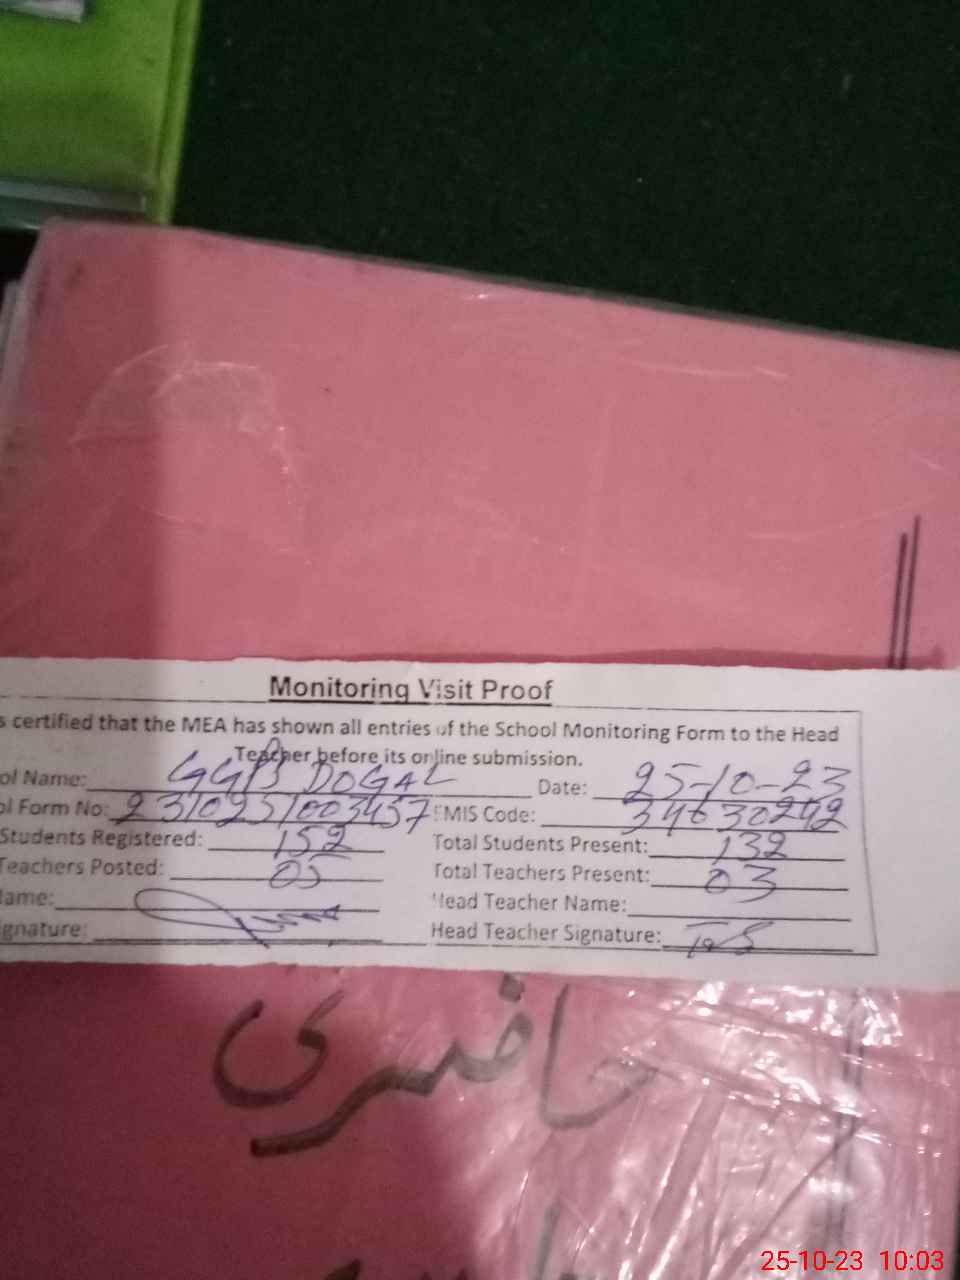 Monitoring Visit Proof
s certified that the MEA has shown all entries of the School Monitoring Form to the Head
Teacher before its online submission.
ol Name: GGPS DOGAL Date: 25-10-23
ol Form No: 2310251003457 EMIS Code: 34630242
Students Registered: 152 Total Students Present: 132
Teachers Posted: 05 Total Teachers Present: 03
Name: Head Teacher Name:
ignature: Head Teacher Signature:
حاضری
25-10-23 10:03